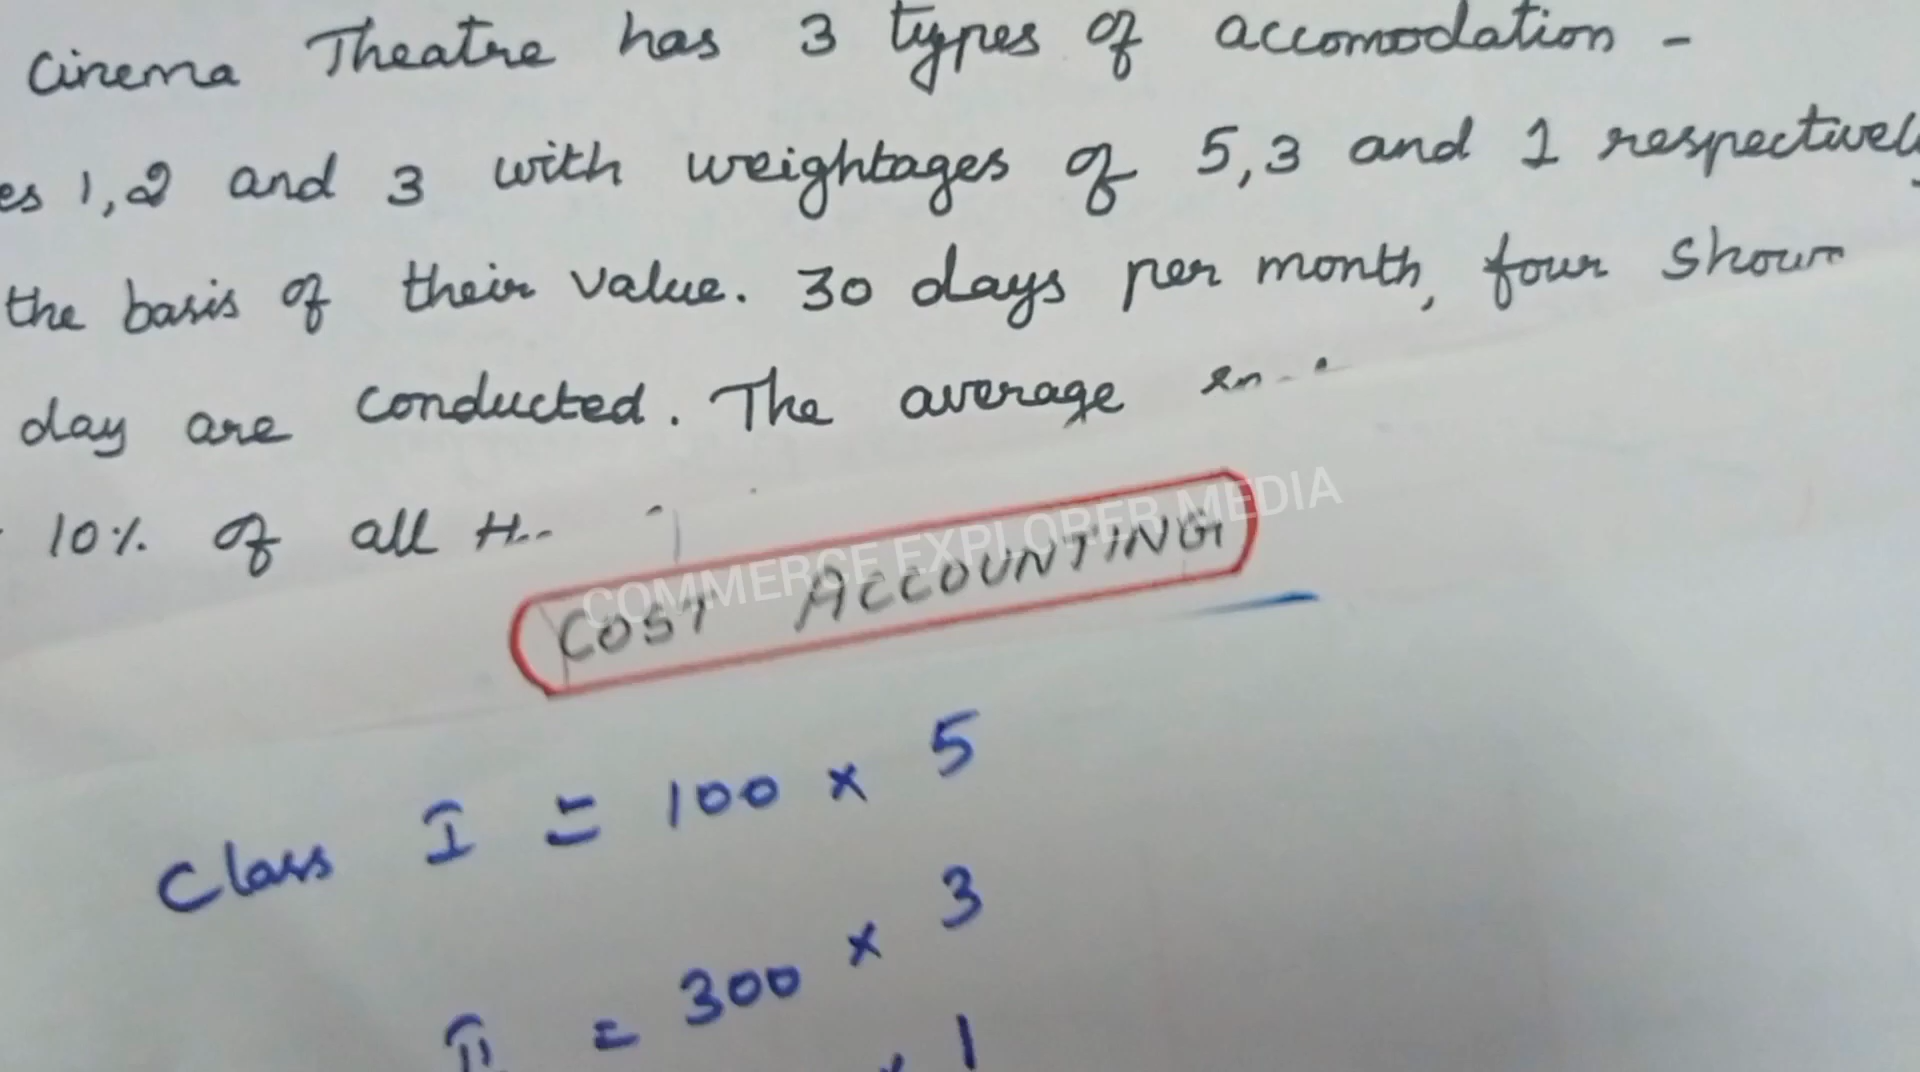 Cinema Theatre has 3 types of accomodation -
es 1,2 and 3 with weightages of 5,3 and 1 respectively
the basis of their value. 30 days per month, four shows
day are conducted. The average
10% of all
COST ACCOUNTING
COMMERCE EXPLORER MEDIA
Class I = 100 x 5
II = 300 x 3
x 1